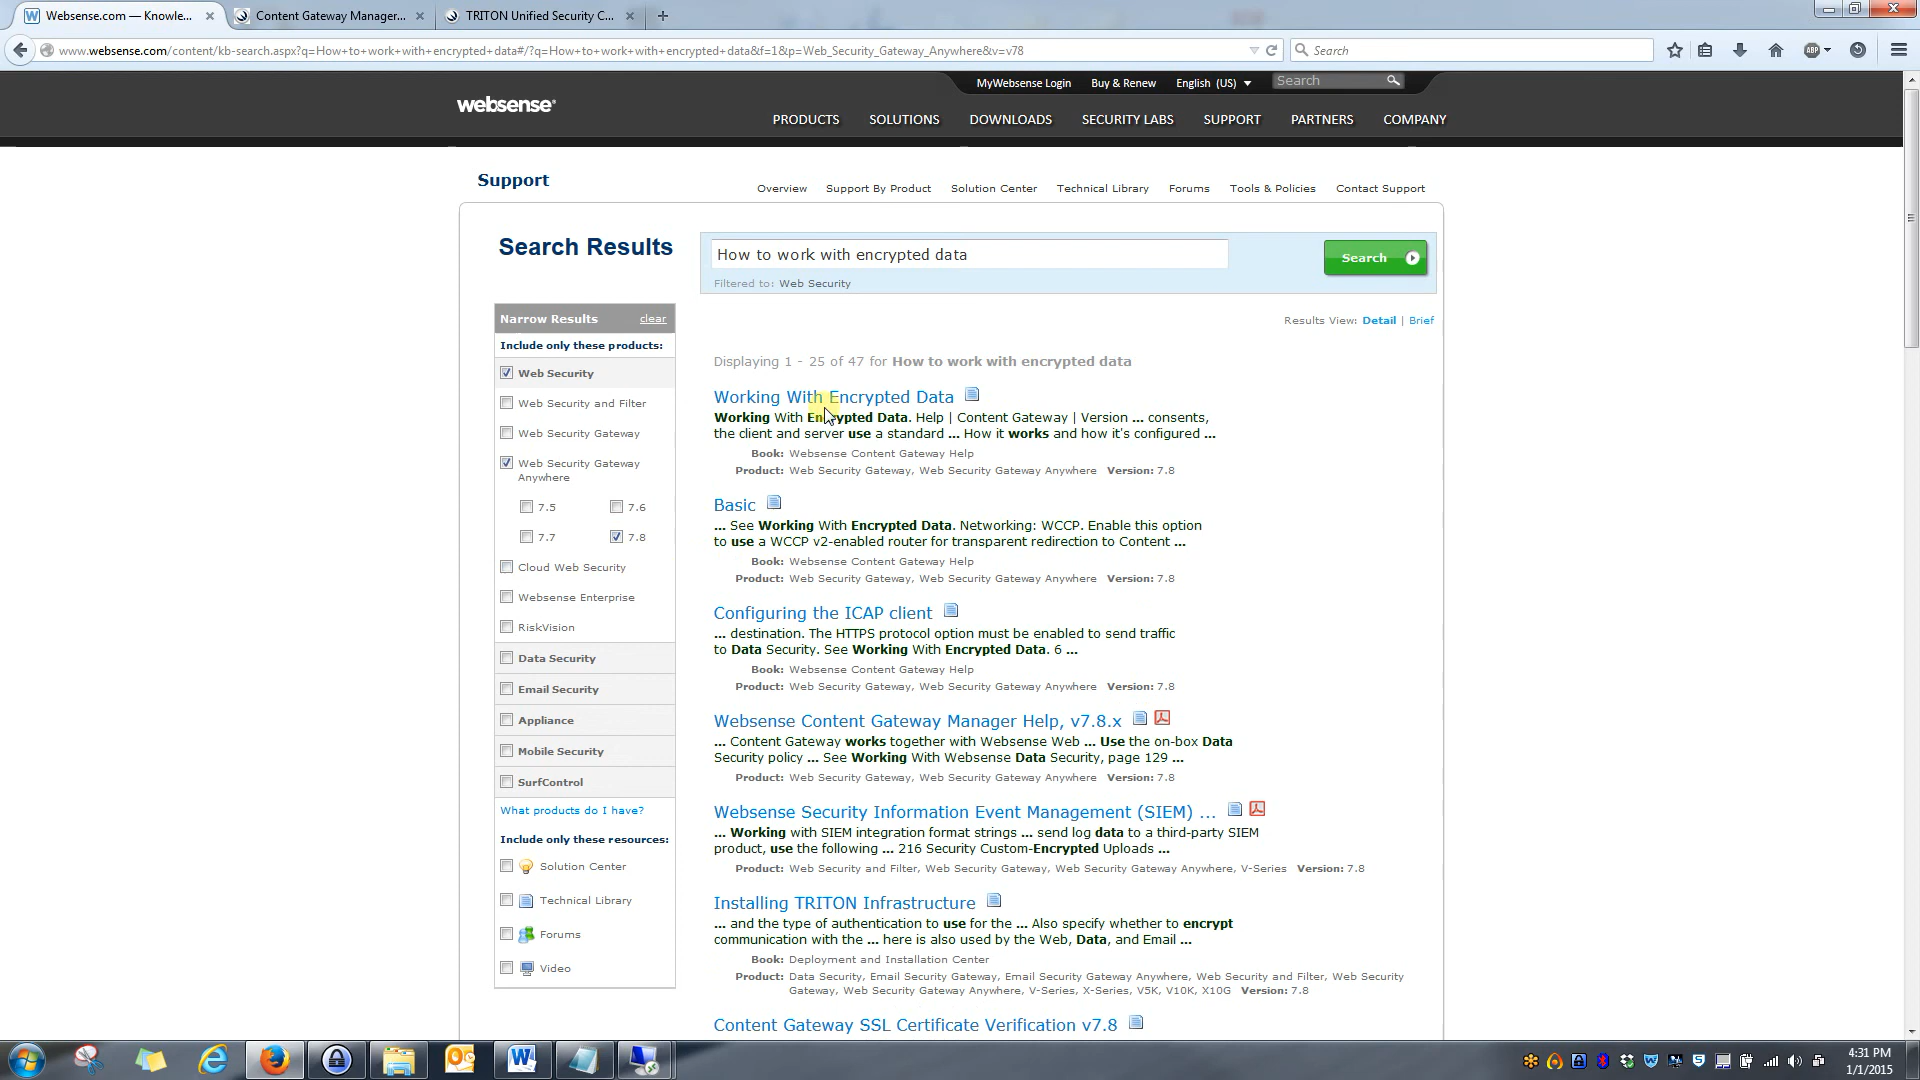 Websense.com — Knowle...
Content Gateway Manager...
TRITON Unified Security C...
www.websense.com/content/kb-search.aspx?q=How+to+work+with+encrypted+data#/?q=How+to+work+with+encrypted+data&f=1&p=Web_Security_Gateway_Anywhere&v=v78
Search
ABP
MyWebsense Login
Buy & Renew
English (US)
Search
websense®
PRODUCTS
SOLUTIONS
DOWNLOADS
SECURITY LABS
SUPPORT
PARTNERS
COMPANY
Support
Overview
Support By Product
Solution Center
Technical Library
Forums
Tools & Policies
Contact Support
Search Results
How to work with encrypted data
Search
Filtered to: Web Security
Narrow Results clear
Include only these products:
Web Security
Web Security and Filter
Web Security Gateway
Web Security Gateway
Anywhere
7.5 7.6
7.7 7.8
Cloud Web Security
Websense Enterprise
RiskVision
Data Security
Email Security
Appliance
Mobile Security
SurfControl
What products do I have?
Include only these resources:
Solution Center
Technical Library
Forums
Video
Results View: Detail | Brief
Displaying 1 - 25 of 47 for How to work with encrypted data
Working With Encrypted Data
Working With Encrypted Data. Help | Content Gateway | Version ... consents,
the client and server use a standard ... How it works and how it's configured ...
Book: Websense Content Gateway Help
Product: Web Security Gateway, Web Security Gateway Anywhere Version: 7.8
Basic
... See Working With Encrypted Data. Networking: WCCP. Enable this option
to use a WCCP v2-enabled router for transparent redirection to Content ...
Book: Websense Content Gateway Help
Product: Web Security Gateway, Web Security Gateway Anywhere Version: 7.8
Configuring the ICAP client
... destination. The HTTPS protocol option must be enabled to send traffic
to Data Security. See Working With Encrypted Data. 6 ...
Book: Websense Content Gateway Help
Product: Web Security Gateway, Web Security Gateway Anywhere Version: 7.8
Websense Content Gateway Manager Help, v7.8.x
... Content Gateway works together with Websense Web ... Use the on-box Data
Security policy ... See Working With Websense Data Security, page 129 ...
Product: Web Security Gateway, Web Security Gateway Anywhere Version: 7.8
Websense Security Information Event Management (SIEM) ...
... Working with SIEM integration format strings ... send log data to a third-party SIEM
product, use the following ... 216 Security Custom-Encrypted Uploads ...
Product: Web Security and Filter, Web Security Gateway, Web Security Gateway Anywhere, V-Series Version: 7.8
Installing TRITON Infrastructure
... and the type of authentication to use for the ... Also specify whether to encrypt
communication with the ... here is also used by the Web, Data, and Email ...
Book: Deployment and Installation Center
Product: Data Security, Email Security Gateway, Email Security Gateway Anywhere, Web Security and Filter, Web Security
Gateway, Web Security Gateway Anywhere, V-Series, X-Series, V5K, V10K, X10G Version: 7.8
Content Gateway SSL Certificate Verification v7.8
4:31 PM
1/1/2015